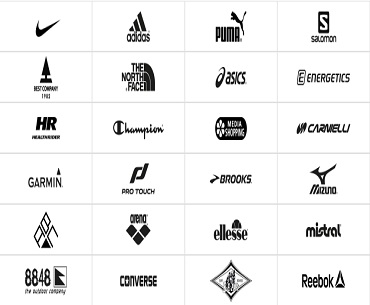 adidas
PUMA
SALOMON
BEST COMPANY
1982
THE
NORTH
FACE
asics
E ENERGETICS
HR
HEALTHRIDER
Champion
MEDIA
SHOPPING
CARNIELLI
GARMIN
PRO TOUCH
BROOKS
MIZUNO
arena
ellesse
mistral
8848
the outdoor company
CONVERSE
Reebok